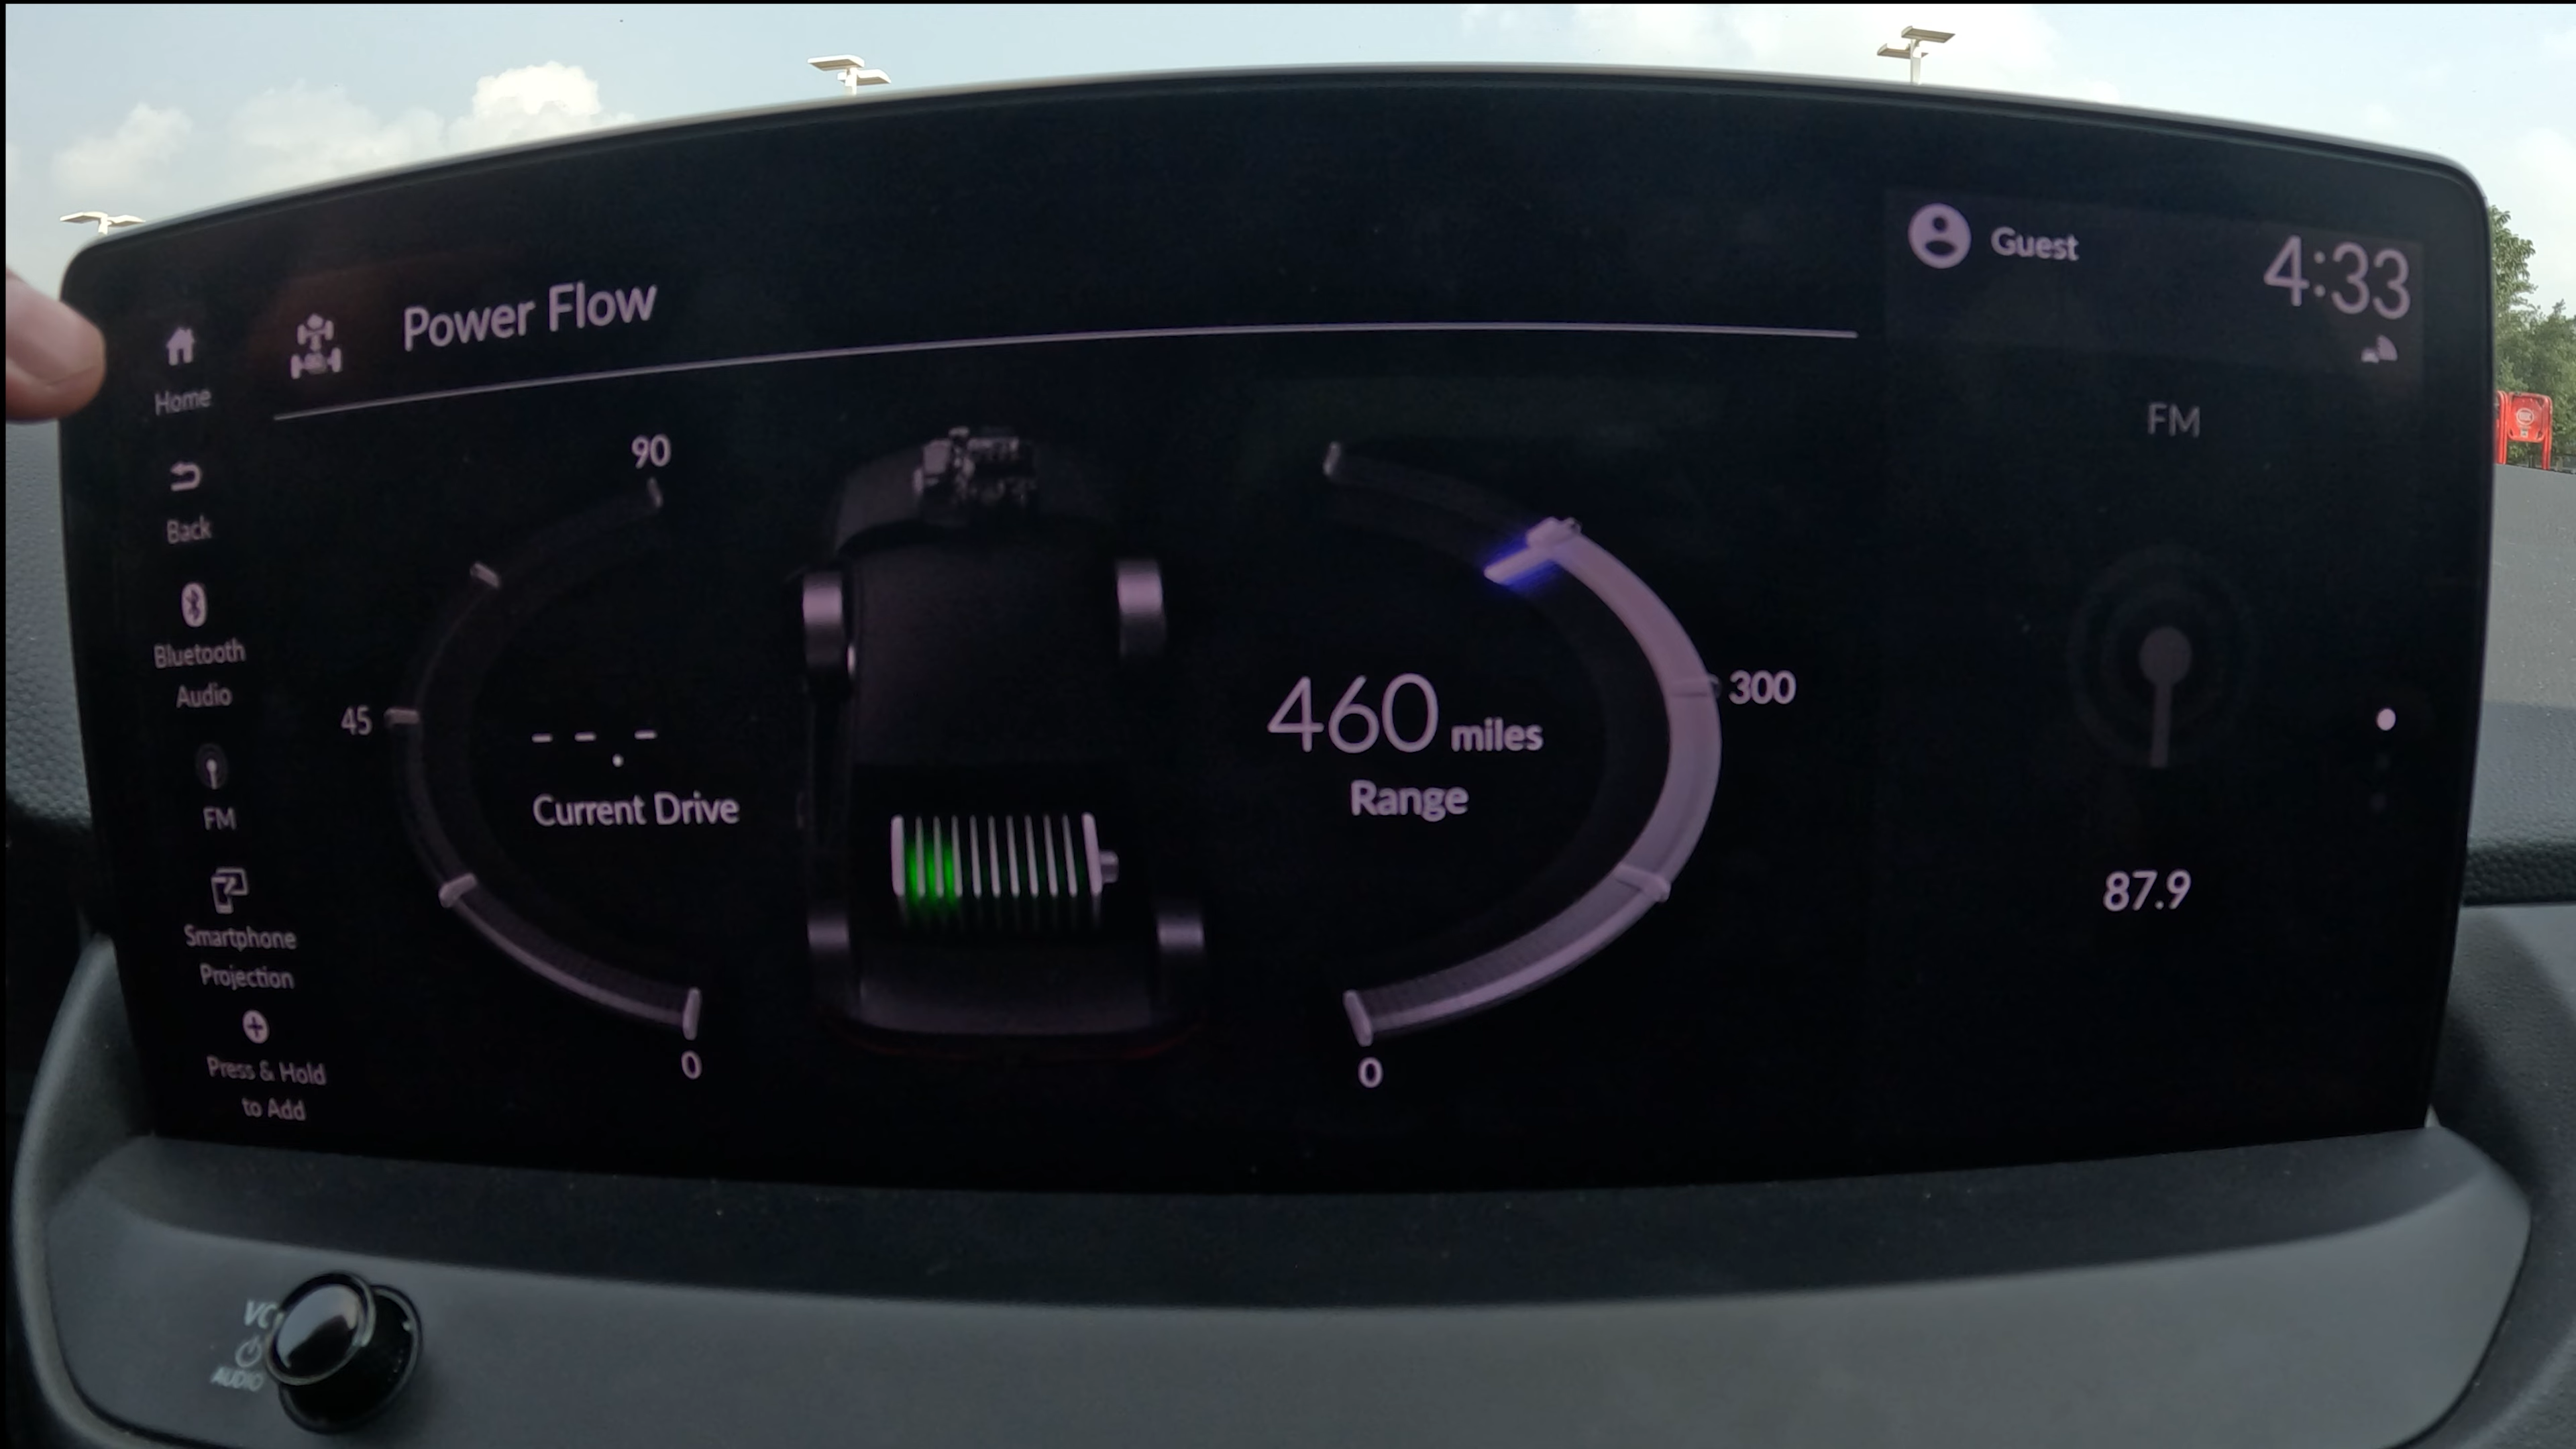 Guest
4:33
Power Flow
Home
FM
90
Back
Bluetooth
Audio
45
--.-
460 miles
300
Current Drive
Range
FM
87.9
Smartphone
Projection
Press & Hold
to Add
0
0
AUDIO